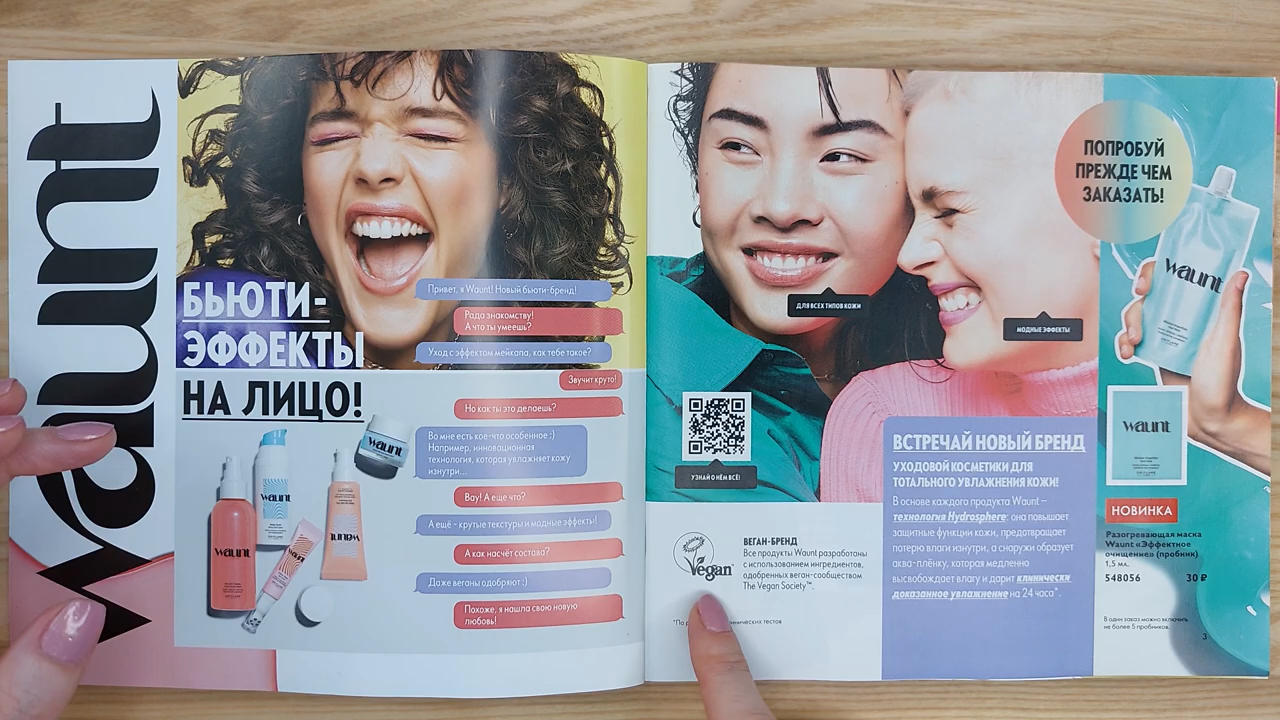 waunt
БЬЮТИ-
ЭФФЕКТЫ
НА ЛИЦО!
Привет, я Waunt! Новый бьюти-бренд!
Рада знакомству!
А что ты умеешь?
Уход с эффектом мейкапа, как тебе такое?
Звучит круто!
Но как ты это делаешь?
Во мне есть кое-что особенное :)
Например, инновационная
технология, которая увлажняет кожу
изнутри...
Вау! А еще что?
А ещё - крутые текстуры и модные эффекты!
А как насчёт состава?
Даже веганы одобряют :)
Похоже, я нашла свою новую
любовь!
waunt
waunt
waunt
waunt
waunt
ДЛЯ ВСЕХ ТИПОВ КОЖИ
МОДНЫЕ ЭФФЕКТЫ
УЗНАЙ О НЁМ ВСЁ!
Vegan
ВЕГАН-БРЕНД
Все продукты Waunt разработаны
с использованием ингредиентов,
одобренных веган-сообществом
The Vegan Society™.
ВСТРЕЧАЙ НОВЫЙ БРЕНД
УХОДОВОЙ КОСМЕТИКИ ДЛЯ
ТОТАЛЬНОГО УВЛАЖНЕНИЯ КОЖИ!
В основе каждого продукта Waunt –
технология Hydrosphere: она повышает
защитные функции кожи, предотвращает
потерю влаги изнутри, а снаружи образует
аква-плёнку, которая медленно
высвобождает влагу и дарит клинически
доказанное увлажнение на 24 часа*.
ПОПРОБУЙ
ПРЕЖДЕ ЧЕМ
ЗАКАЗАТЬ!
waunt
waunt
НОВИНКА
Разогревающая маска
Waunt «Эффектное
очищение» (пробник)
1,5 мл.
548056 30 ₽
В один заказ можно включить
не более 5 пробников.
3